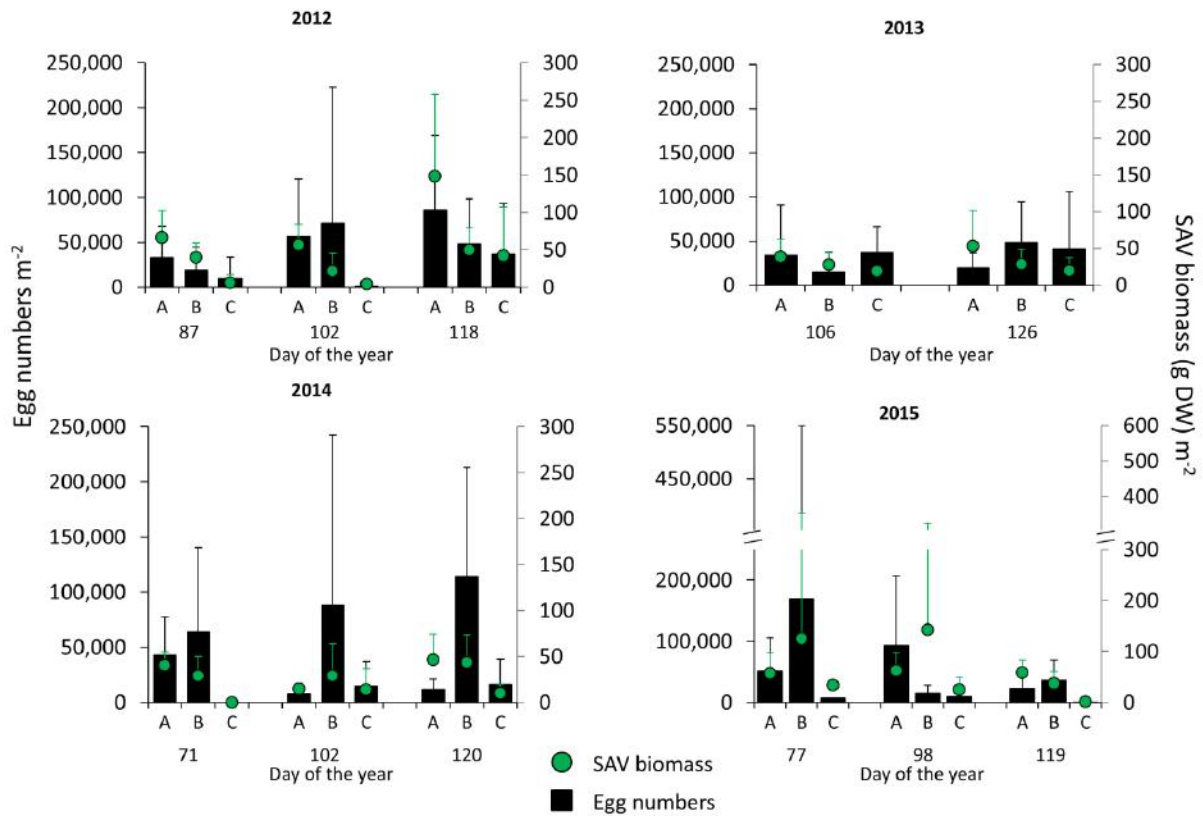 2012
250,000 300
200,000 250
150,000 200
100,000 150
50,000 100
0 50
0
A B C A B C A B C
87 102 118
Day of the year
2013
250,000 300
200,000 250
150,000 200
100,000 150
50,000 100
0 50
0
A B C A B C
106 126
Day of the year
Egg numbers m-2
SAV biomass (g DW) m-2
2014
250,000 300
200,000 250
150,000 200
100,000 150
50,000 100
0 50
0
A B C A B C A B C
71 102 120
Day of the year
2015
550,000 600
450,000 500
400
200,000 300
100,000 200
0 100
0
A B C A B C A B C
77 98 119
Day of the year
SAV biomass
Egg numbers